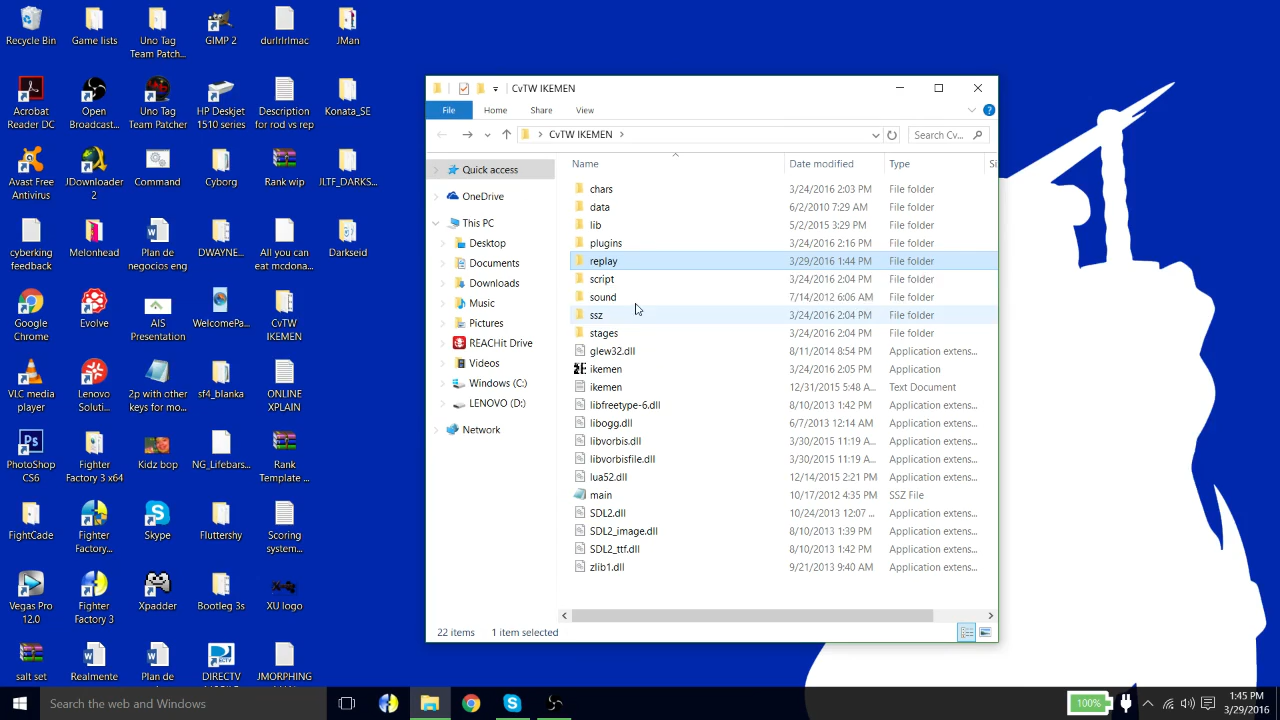 Recycle Bin
Game lists
Uno Tag
Team Patch...
GIMP 2
durlrlrlmac
JMan
Acrobat
Reader DC
Open
Broadcast...
Uno Tag
Team Patcher
HP Deskjet
1510 series
Description
for rod vs rep
Konata_SE
Avast Free
Antivirus
JDownloader
2
Command
Cyborg
Rank wip
JLTF_DARKS...
cyberking
feedback
Melonhead
Plan de
negocios eng
DWAYNE...
All you can
eat mcdona...
Darkseid
Google
Chrome
Evolve
AIS
Presentation
WelcomePa...
CvTW
IKEMEN
VLC media
player
Lenovo
Soluti...
2p with other
keys for mo...
sf4_blanka
ONLINE
XPLAIN
PhotoShop
CS6
Fighter
Factory 3 x64
Kidz bop
NG_Lifebars...
Rank
Template ...
FightCade
Fighter
Factory...
Skype
Fluttershy
Scoring
system...
Vegas Pro
12.0
Fighter
Factory 3
Xpadder
Bootleg 3s
XU logo
salt set
Realmente
Plan de
DIRECTV
JMORPHING
CvTW IKEMEN
File
Home
Share
View
CvTW IKEMEN
Search Cv...
Quick access
OneDrive
This PC
Desktop
Documents
Downloads
Music
Pictures
REACHit Drive
Videos
Windows (C:)
LENOVO (D:)
Network
Name Date modified Type Si
chars 3/24/2016 2:03 PM File folder
data 6/2/2010 7:29 AM File folder
lib 5/2/2015 3:29 PM File folder
plugins 3/24/2016 2:16 PM File folder
replay 3/29/2016 1:44 PM File folder
script 3/24/2016 2:04 PM File folder
sound 7/14/2012 6:06 AM File folder
ssz 3/24/2016 2:04 PM File folder
stages 3/24/2016 2:04 PM File folder
glew32.dll 8/11/2014 8:54 PM Application extens...
ikemen 3/24/2016 2:05 PM Application
ikemen 12/31/2015 5:48 A... Text Document
libfreetype-6.dll 8/10/2013 1:42 PM Application extens...
libogg.dll 6/7/2013 12:14 AM Application extens...
libvorbis.dll 3/30/2015 11:19 A... Application extens...
libvorbisfile.dll 3/30/2015 11:19 A... Application extens...
lua52.dll 12/14/2015 2:21 PM Application extens...
main 10/17/2012 4:35 PM SSZ File
SDL2.dll 10/24/2013 12:07 ... Application extens...
SDL2_image.dll 8/10/2013 1:39 PM Application extens...
SDL2_ttf.dll 8/10/2013 1:42 PM Application extens...
zlib1.dll 9/21/2013 9:40 AM Application extens...
22 items 1 item selected
Search the web and Windows
100%
1:45 PM
3/29/2016